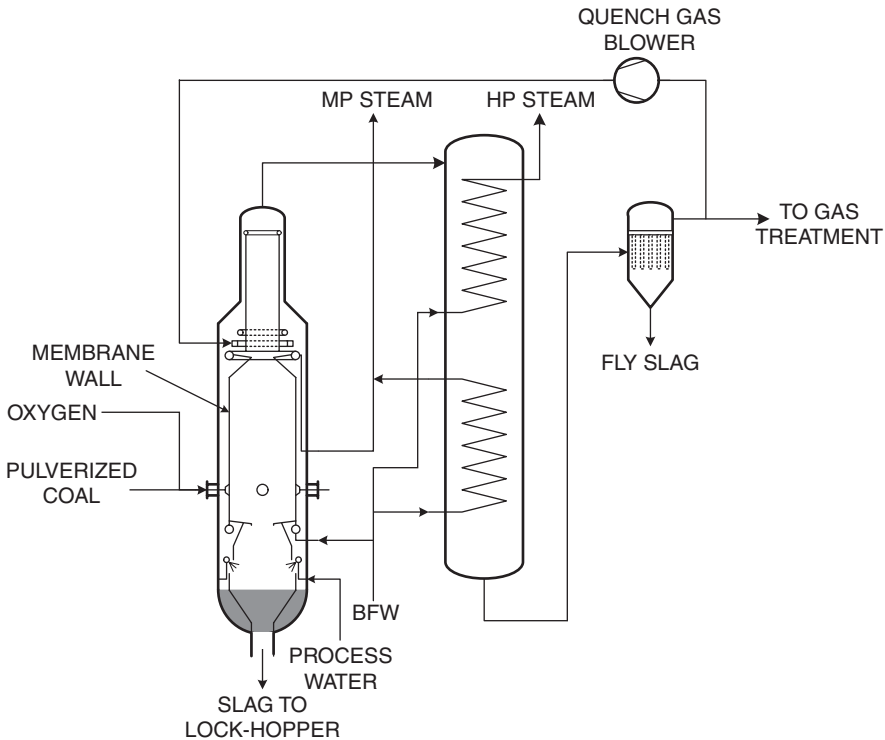 QUENCH GAS
BLOWER
MP STEAM
HP STEAM
TO GAS
TREATMENT
MEMBRANE
WALL
FLY SLAG
OXYGEN
PULVERIZED
COAL
BFW
PROCESS
WATER
SLAG TO
LOCK-HOPPER